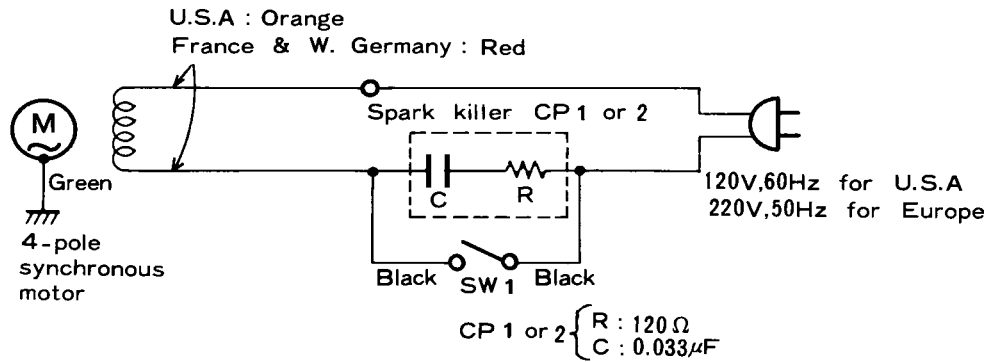 U.S.A : Orange
France & W. Germany : Red
M
Spark killer CP 1 or 2
Green
C
R
120V,60Hz for U.S.A
220V,50Hz for Europe
4-pole
synchronous
motor
Black
SW 1
Black
CP 1 or 2 { R : 120 Ω
C : 0.033μF